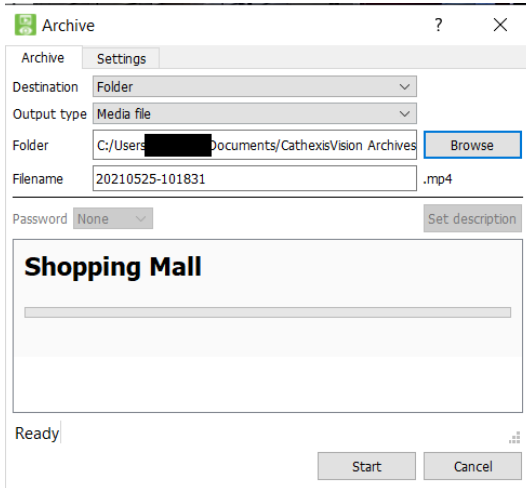 Archive ? X
Archive Settings
Destination Folder
Output type Media file
Folder C:/Users Documents/CathexisVision Archives Browse
Filename 20210525-101831 .mp4
Password None Set description
Shopping Mall
Ready
Start Cancel